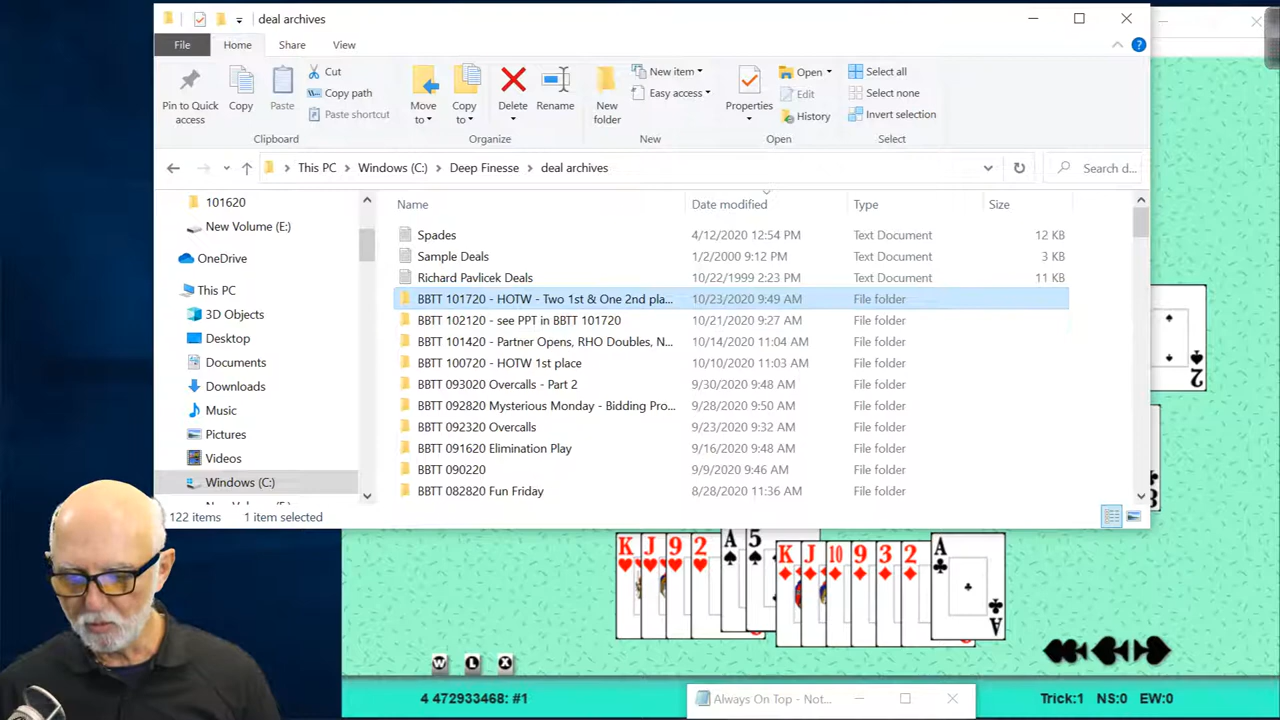 deal archives
File Home Share View
Pin to Quick access
Copy
Paste
Cut
Copy path
Paste shortcut
Clipboard
Move to
Copy to
Delete
Rename
Organize
New folder
New item
Easy access
New
Properties
Open
Edit
History
Open
Select all
Select none
Invert selection
Select
This PC > Windows (C:) > Deep Finesse > deal archives
Search d...
101620
New Volume (E:)
OneDrive
This PC
3D Objects
Desktop
Documents
Downloads
Music
Pictures
Videos
Windows (C:)
Name Date modified Type Size
Spades 4/12/2020 12:54 PM Text Document 12 KB
Sample Deals 1/2/2000 9:12 PM Text Document 3 KB
Richard Pavlicek Deals 10/22/1999 2:23 PM Text Document 11 KB
BBTT 101720 - HOTW - Two 1st & One 2nd pla... 10/23/2020 9:49 AM File folder
BBTT 102120 - see PPT in BBTT 101720 10/21/2020 9:27 AM File folder
BBTT 101420 - Partner Opens, RHO Doubles, N... 10/14/2020 11:04 AM File folder
BBTT 100720 - HOTW 1st place 10/10/2020 11:03 AM File folder
BBTT 093020 Overcalls - Part 2 9/30/2020 9:48 AM File folder
BBTT 092820 Mysterious Monday - Bidding Pro... 9/28/2020 9:50 AM File folder
BBTT 092320 Overcalls 9/23/2020 9:32 AM File folder
BBTT 091620 Elimination Play 9/16/2020 9:48 AM File folder
BBTT 090220 9/9/2020 9:46 AM File folder
BBTT 082820 Fun Friday 8/28/2020 11:36 AM File folder
122 items 1 item selected
2
K J 9 2 A 5 K J 10 9 3 2 A
A
W L X
4 472933468: #1
Always On Top - Not...
Trick:1 NS:0 EW:0